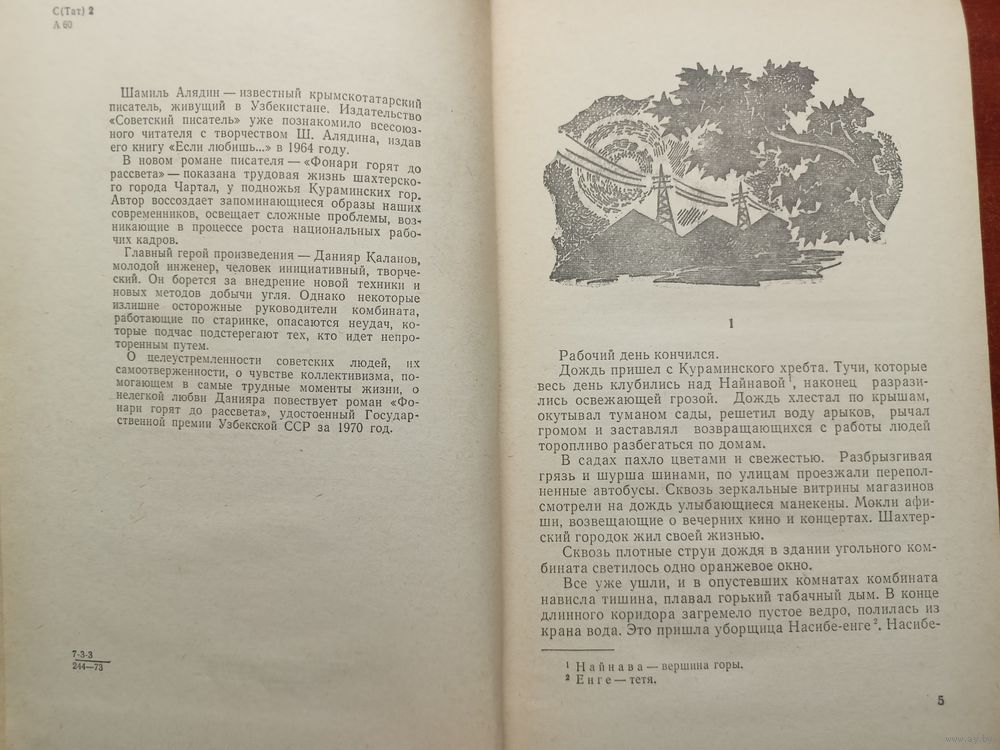 С(Тат) 2
А 60
Шамиль Алядин — известный крымскотатарский
писатель, живущий в Узбекистане. Издательство
«Советский писатель» уже познакомило всесоюз-
ного читателя с творчеством Ш. Алядина, издав
его книгу «Если любишь...» в 1964 году.
В новом романе писателя — «Фонари горят до
рассвета» — показана трудовая жизнь шахтерско-
го города Чартал, у подножья Кураминских гор.
Автор воссоздает запоминающиеся образы наших
современников, освещает сложные проблемы, воз-
никающие в процессе роста национальных рабо-
чих кадров.
Главный герой произведения — Данияр Каланов,
молодой инженер, человек инициативный, творче-
ский. Он борется за внедрение новой техники и
новых методов добычи угля. Однако некоторые
излишне осторожные руководители комбината,
работающие по старинке, опасаются неудач, ко-
торые подчас подстерегают тех, кто идет непро-
торенным путем.
О целеустремленности советских людей, их
самоотверженности, о чувстве коллективизма, по-
могающем в самые трудные моменты жизни, о
нелегкой любви Данияра повествует роман «Фо-
нари горят до рассвета», удостоенный Государ-
ственной премии Узбекской ССР за 1970 год.
7-3-3
244—73
1
Рабочий день кончился.
Дождь пришел с Кураминского хребта. Тучи, которые
весь день клубились над Найнавой¹, наконец разрази-
лись освежающей грозой. Дождь хлестал по крышам,
окутывал туманом сады, решетил воду арыков, рычал
громом и заставлял возвращающихся с работы людей
торопливо разбегаться по домам.
В садах пахло цветами и свежестью. Разбрызгивая
грязь и шурша шинами, по улицам проезжали перепол-
ненные автобусы. Сквозь зеркальные витрины магазинов
смотрели на дождь улыбающиеся манекены. Мокли афи-
ши, возвещающие о вечерних кино и концертах. Шахтер-
ский городок жил своей жизнью.
Сквозь плотные струи дождя в здании угольного ком-
бината светилось одно оранжевое окно.
Все уже ушли, и в опустевших комнатах комбината
нависла тишина, плавал горький табачный дым. В конце
длинного коридора загремело пустое ведро, полилась из
крана вода. Это пришла уборщица Насибе-енге². Насибе-
¹ Найнава — вершина горы.
² Енге — тетя.
5